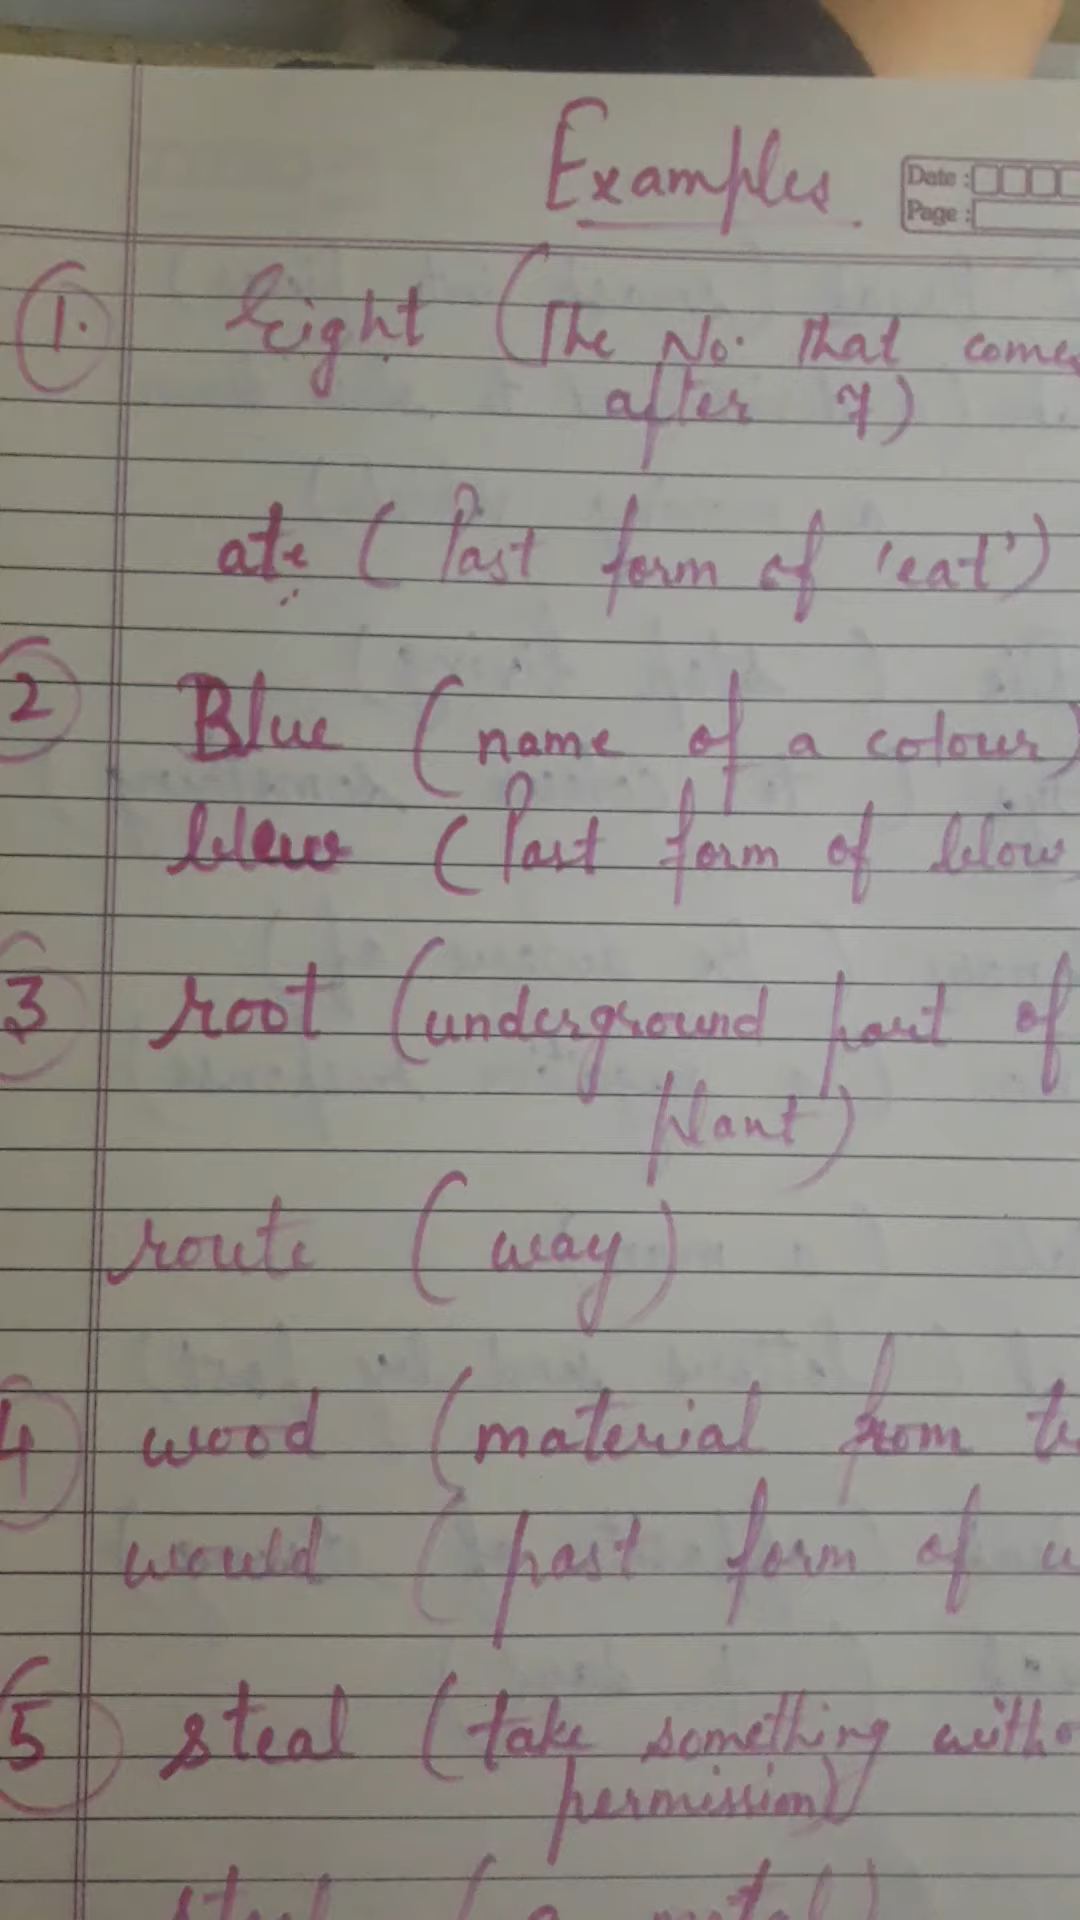 Examples
Date :
Page :
1. Eight (The No. that comes
after 7)
ate (Past form of 'eat')
2 Blue (name of a colour)
blew (Past form of blow
3 root (underground part of
plant)
route (way)
4 wood (material from
would (past form of
5 steal (take something
permission)
(a metal)